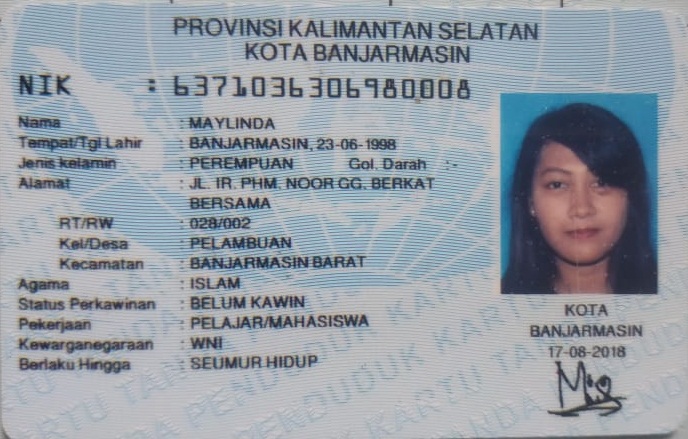 PROVINSI KALIMANTAN SELATAN
KOTA BANJARMASIN
NIK : 6371036306980008
Nama : MAYLINDA
Tempat/Tgl Lahir : BANJARMASIN, 23-06-1998
Jenis kelamin : PEREMPUAN Gol. Darah : -
Alamat : JL. IR. PHM. NOOR GG. BERKAT
BERSAMA
RT/RW : 028/002
Kel/Desa : PELAMBUAN
Kecamatan : BANJARMASIN BARAT
Agama : ISLAM
Status Perkawinan : BELUM KAWIN
Pekerjaan : PELAJAR/MAHASISWA
Kewarganegaraan : WNI
Berlaku Hingga : SEUMUR HIDUP
KOTA
BANJARMASIN
17-08-2018